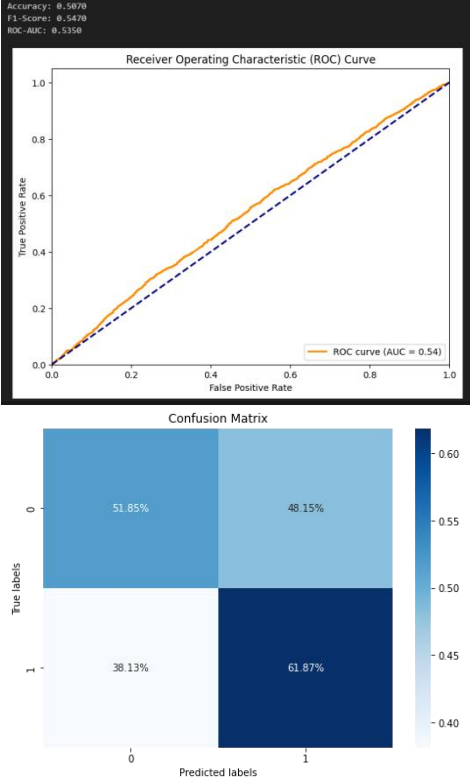 Accuracy: 0.5070
F1-Score: 0.5470
ROC-AUC: 0.5350
Receiver Operating Characteristic (ROC) Curve
1.0
0.8
0.6
0.4
0.2
0.0
True Positive Rate
ROC curve (AUC = 0.54)
0.0 0.2 0.4 0.6 0.8 1.0
False Positive Rate
Confusion Matrix
True labels
0
51.85% 48.15%
1
38.13% 61.87%
0 1
Predicted labels
0.60
0.55
0.50
0.45
0.40